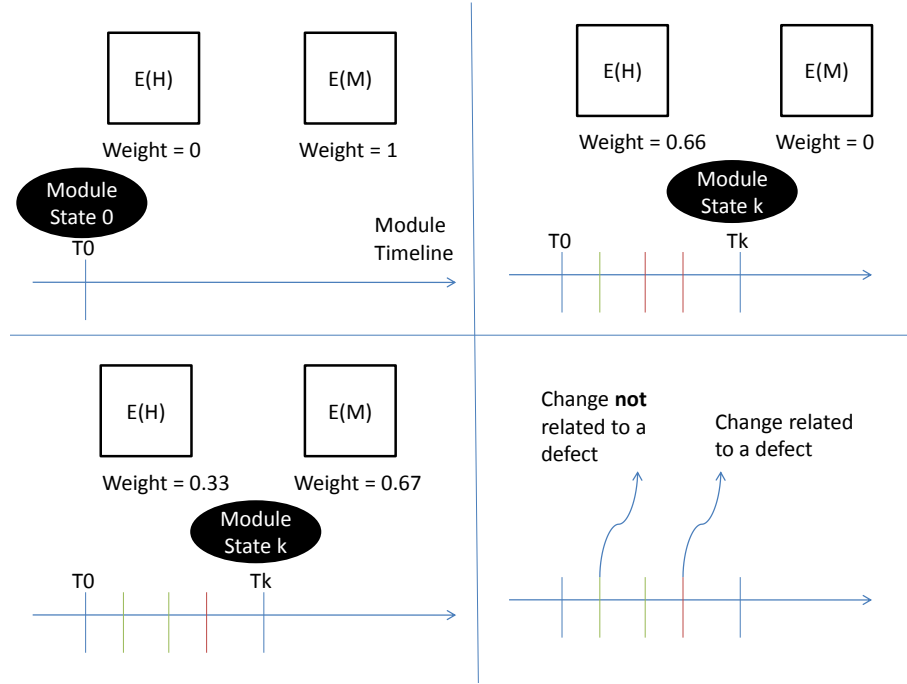 E(H)
E(M)
Weight = 0
Weight = 1
Module
State 0
T0
Module
Timeline
E(H)
E(M)
Weight = 0.66
Weight = 0
Module
State k
T0
Tk
E(H)
E(M)
Weight = 0.33
Weight = 0.67
Module
State k
T0
Tk
Change not
related to a
defect
Change related
to a defect